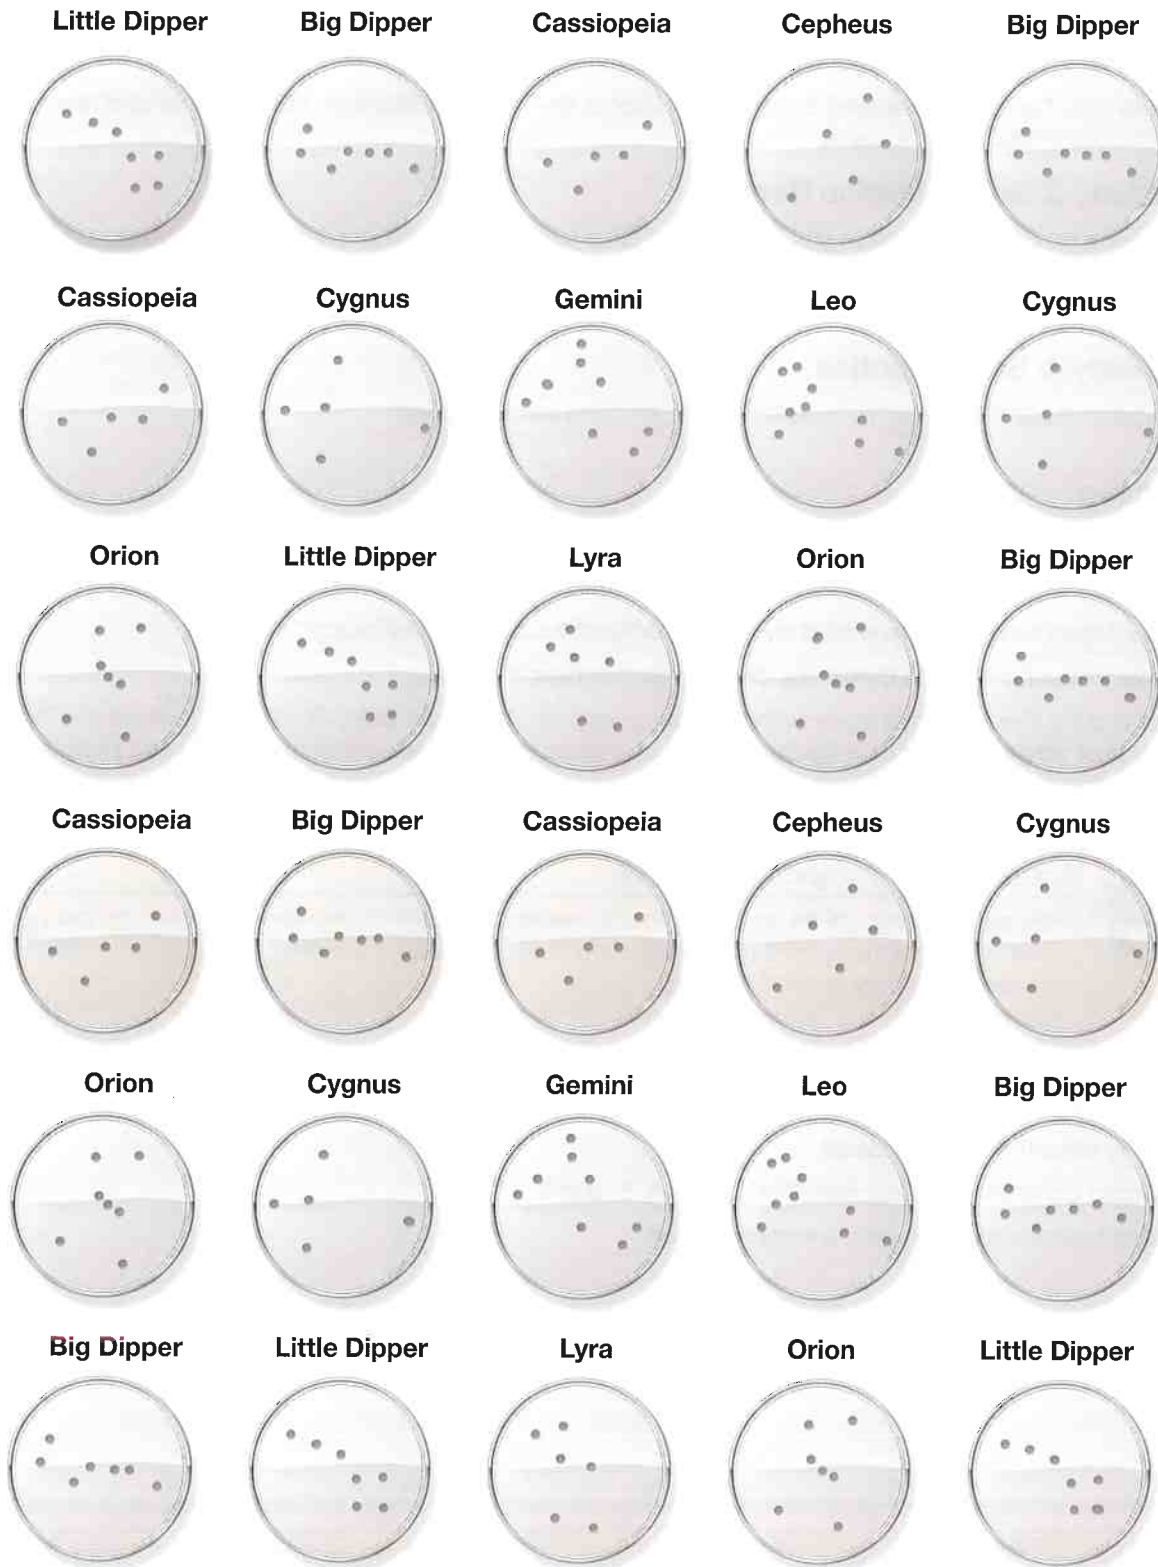 Little Dipper Big Dipper Cassiopeia Cepheus Big Dipper
Cassiopeia Cygnus Gemini Leo Cygnus
Orion Little Dipper Lyra Orion Big Dipper
Cassiopeia Big Dipper Cassiopeia Cepheus Cygnus
Orion Cygnus Gemini Leo Big Dipper
Big Dipper Little Dipper Lyra Orion Little Dipper